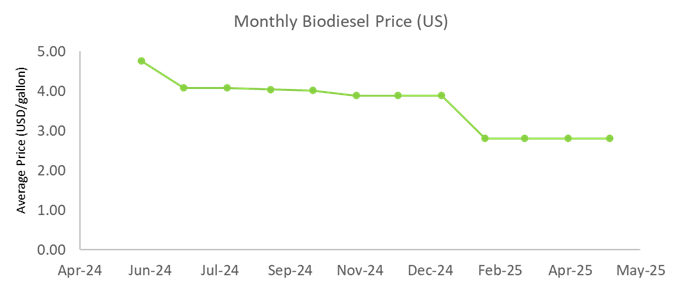 Monthly Biodiesel Price (US)
Average Price (USD/gallon)
5.00
4.00
3.00
2.00
1.00
0.00
Apr-24 Jun-24 Jul-24 Sep-24 Nov-24 Dec-24 Feb-25 Apr-25 May-25